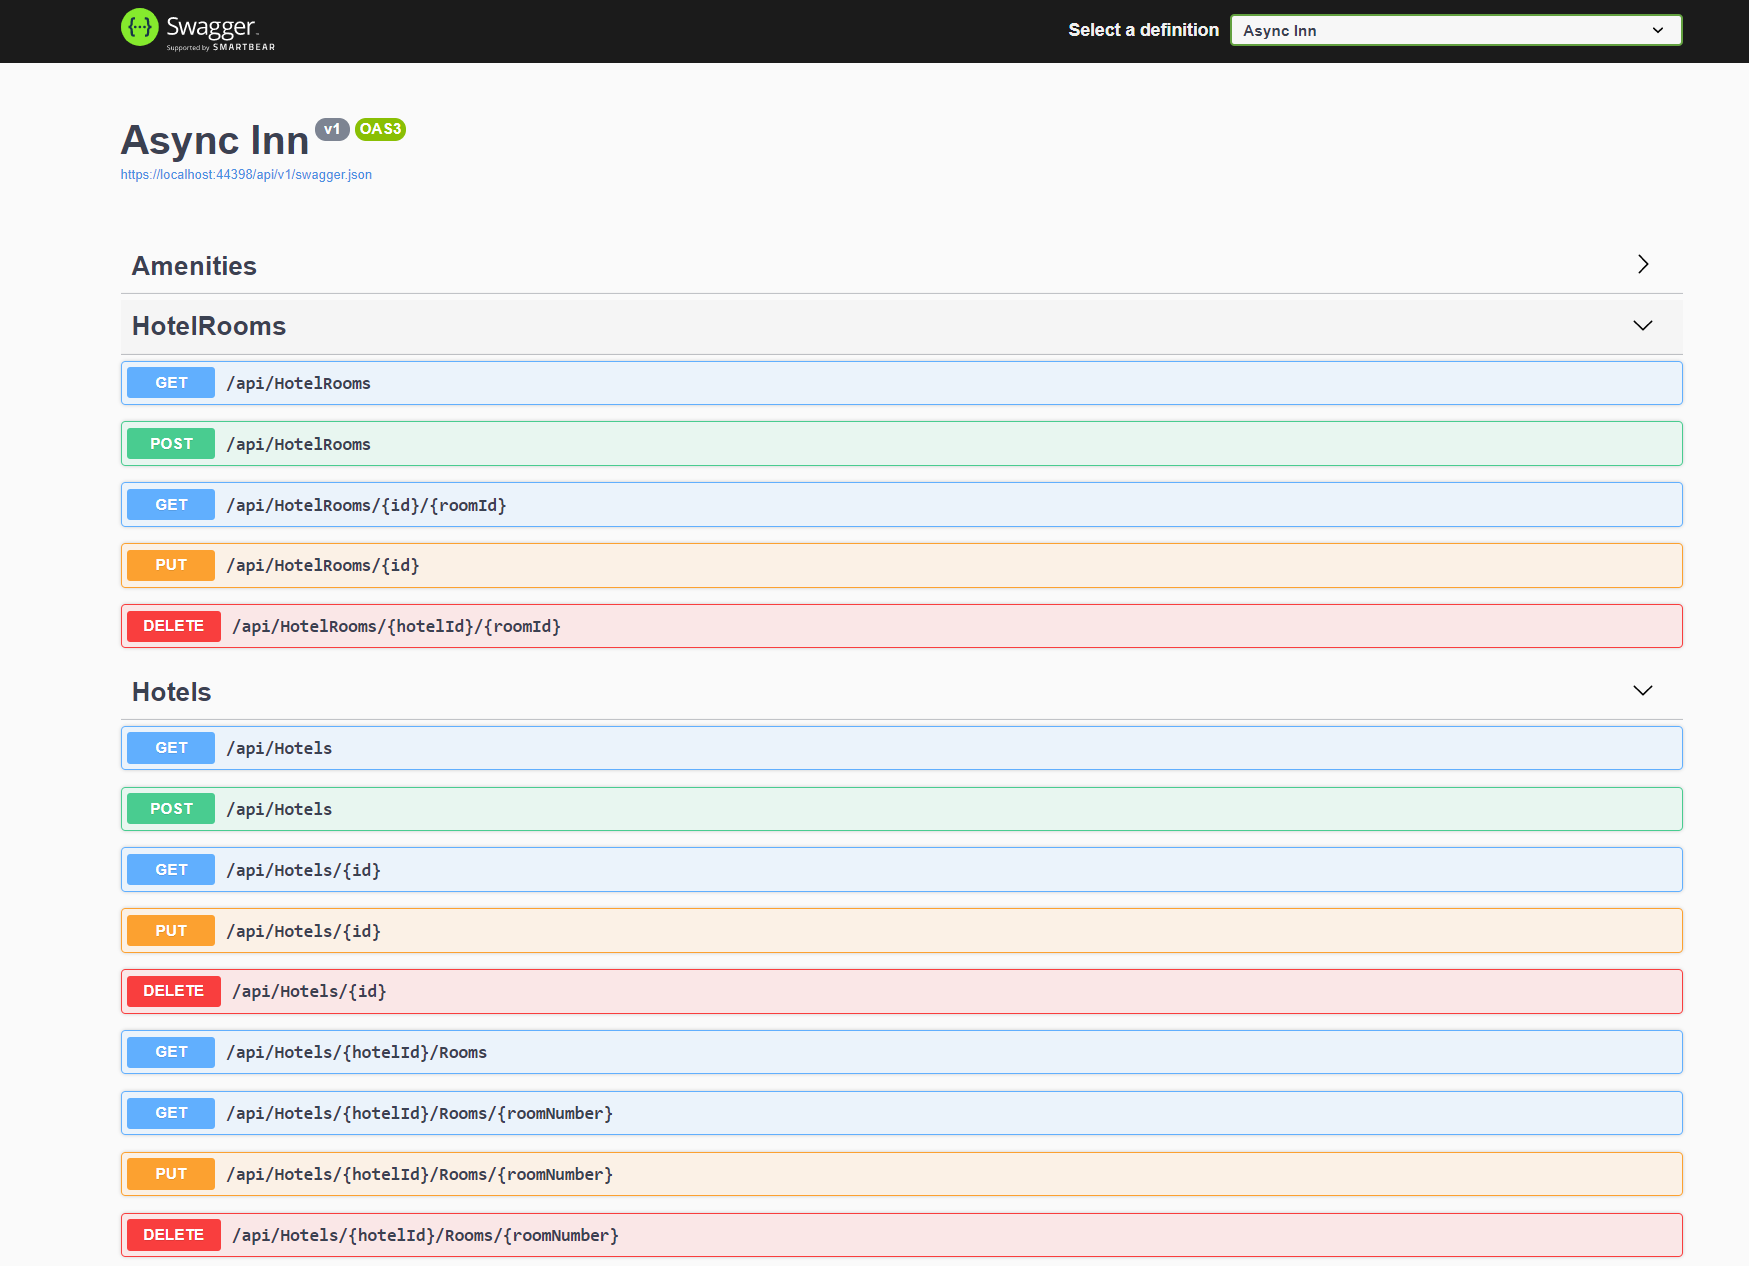 {···} Swagger.
Supported by SMARTBEAR
Select a definition
Async Inn
Async Inn v1 OAS3
https://localhost:44398/api/v1/swagger.json
Amenities
HotelRooms
GET /api/HotelRooms
POST /api/HotelRooms
GET /api/HotelRooms/{id}/{roomId}
PUT /api/HotelRooms/{id}
DELETE /api/HotelRooms/{hotelId}/{roomId}
Hotels
GET /api/Hotels
POST /api/Hotels
GET /api/Hotels/{id}
PUT /api/Hotels/{id}
DELETE /api/Hotels/{id}
GET /api/Hotels/{hotelId}/Rooms
GET /api/Hotels/{hotelId}/Rooms/{roomNumber}
PUT /api/Hotels/{hotelId}/Rooms/{roomNumber}
DELETE /api/Hotels/{hotelId}/Rooms/{roomNumber}